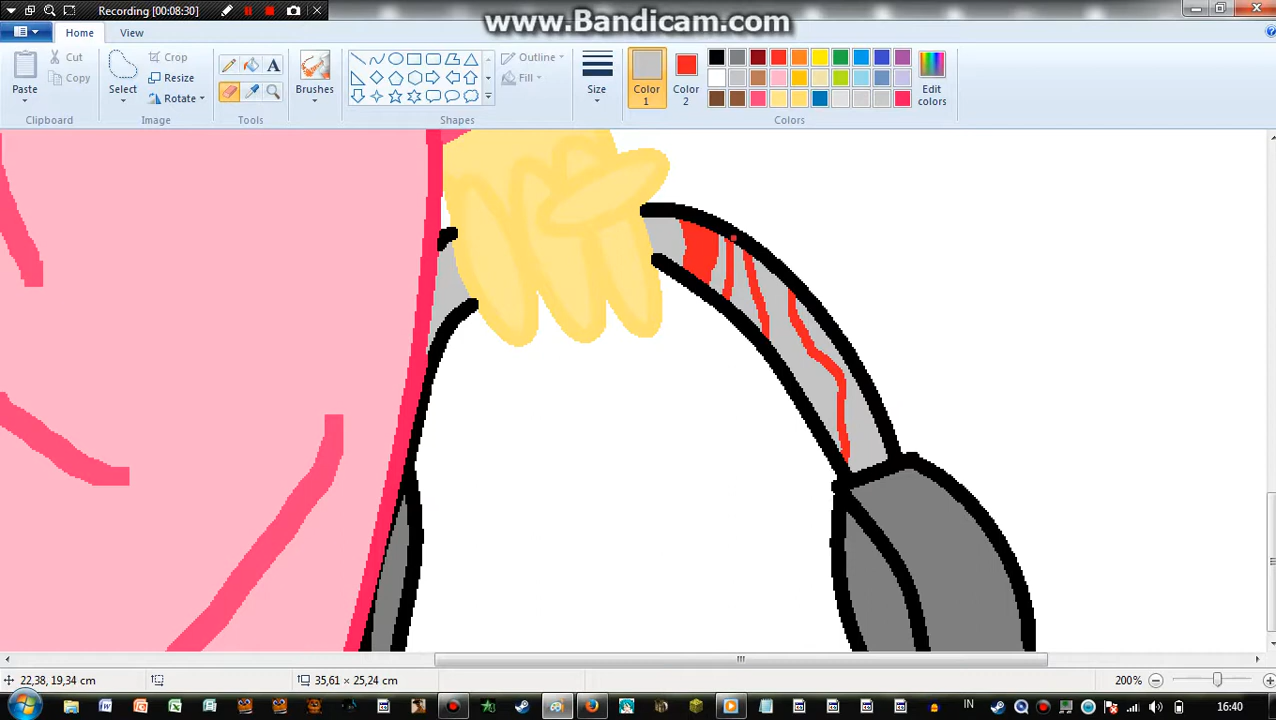 Recording [00:08:30]
www.Bandicam.com
Home View
Paste
Cut
Copy
Clipboard
Select
Crop
Resize
Rotate
Image
A
Tools
Brushes
Outline
Fill
Shapes
Size
Color 1
Color 2
Edit colors
Colors
22,38, 19,34 cm
35,61 × 25,24 cm
200%
IN
16:40